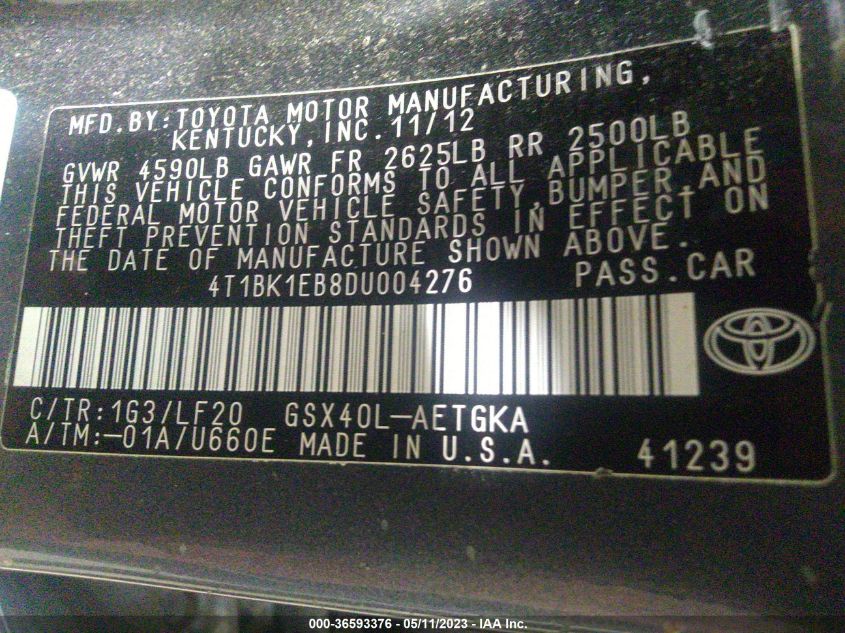 MFD.BY:TOYOTA MOTOR MANUFACTURING,
KENTUCKY,INC.11/12
GVWR 4590LB GAWR FR 2625LB RR 2500LB
THIS VEHICLE CONFORMS TO ALL APPLICABLE
FEDERAL MOTOR VEHICLE SAFETY,BUMPER,AND
THEFT PREVENTION STANDARDS IN EFFECT ON
THE DATE OF MANUFACTURE SHOWN ABOVE.
4T1BK1EB8DU004276 PASS.CAR
C/TR:1G3/LF20 GSX40L-AETGKA
A/TM:-01A/U660E MADE IN U.S.A. 41239
000-36593376 - 05/11/2023 - IAA Inc.